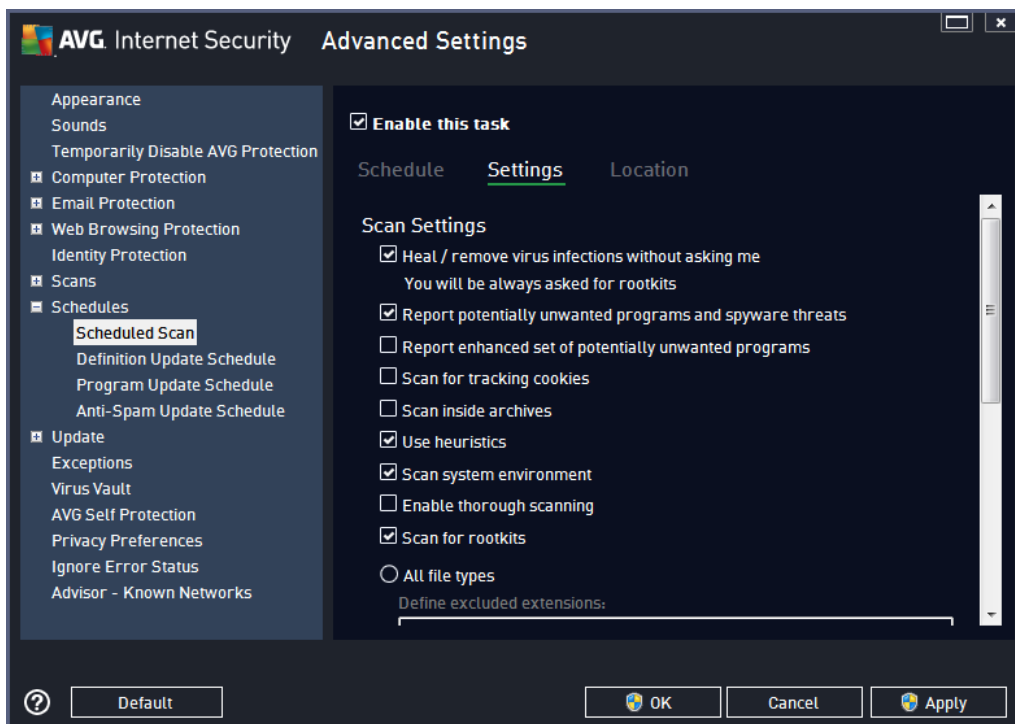 AVG. Internet Security Advanced Settings
Appearance
Sounds
Temporarily Disable AVG Protection
Computer Protection
Email Protection
Web Browsing Protection
Identity Protection
Scans
Schedules
Scheduled Scan
Definition Update Schedule
Program Update Schedule
Anti-Spam Update Schedule
Update
Exceptions
Virus Vault
AVG Self Protection
Privacy Preferences
Ignore Error Status
Advisor - Known Networks
Enable this task
Schedule Settings Location
Scan Settings
Heal / remove virus infections without asking me
You will be always asked for rootkits
Report potentially unwanted programs and spyware threats
Report enhanced set of potentially unwanted programs
Scan for tracking cookies
Scan inside archives
Use heuristics
Scan system environment
Enable thorough scanning
Scan for rootkits
All file types
Define excluded extensions:
? Default OK Cancel Apply